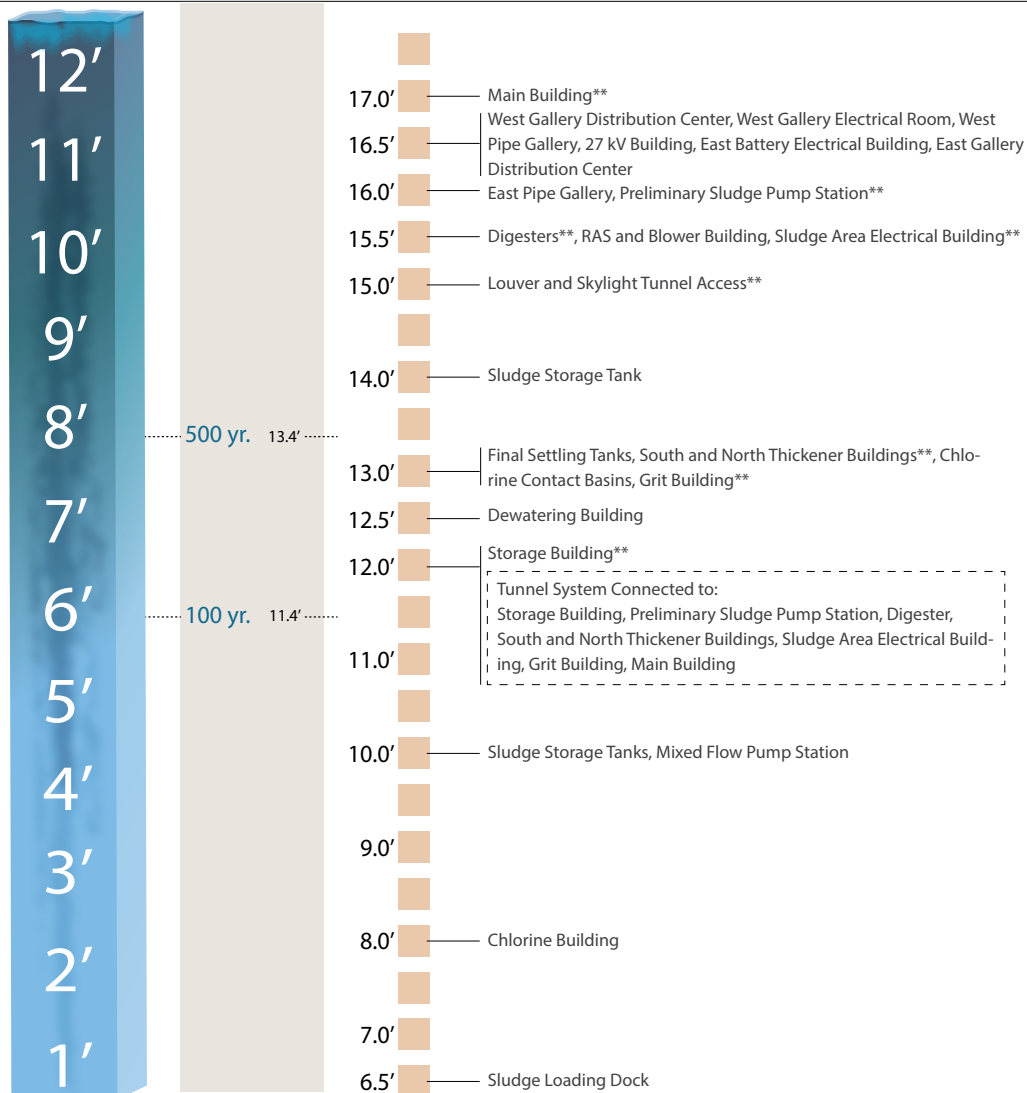 12’
11’
10’
9’
8’
7’
6’
5’
4’
3’
2’
1’
500 yr. 13.4’
100 yr. 11.4’
17.0’ Main Building**
West Gallery Distribution Center, West Gallery Electrical Room, West
16.5’ Pipe Gallery, 27 kV Building, East Battery Electrical Building, East Gallery
Distribution Center
16.0’ East Pipe Gallery, Preliminary Sludge Pump Station**
15.5’ Digesters**, RAS and Blower Building, Sludge Area Electrical Building**
15.0’ Louver and Skylight Tunnel Access**
14.0’ Sludge Storage Tank
Final Settling Tanks, South and North Thickener Buildings**, Chlo-
13.0’ rine Contact Basins, Grit Building**
12.5’ Dewatering Building
Storage Building**
12.0’
Tunnel System Connected to:
Storage Building, Preliminary Sludge Pump Station, Digester,
South and North Thickener Buildings, Sludge Area Electrical Build-
11.0’ ing, Grit Building, Main Building
10.0’ Sludge Storage Tanks, Mixed Flow Pump Station
9.0’
8.0’ Chlorine Building
7.0’
6.5’ Sludge Loading Dock